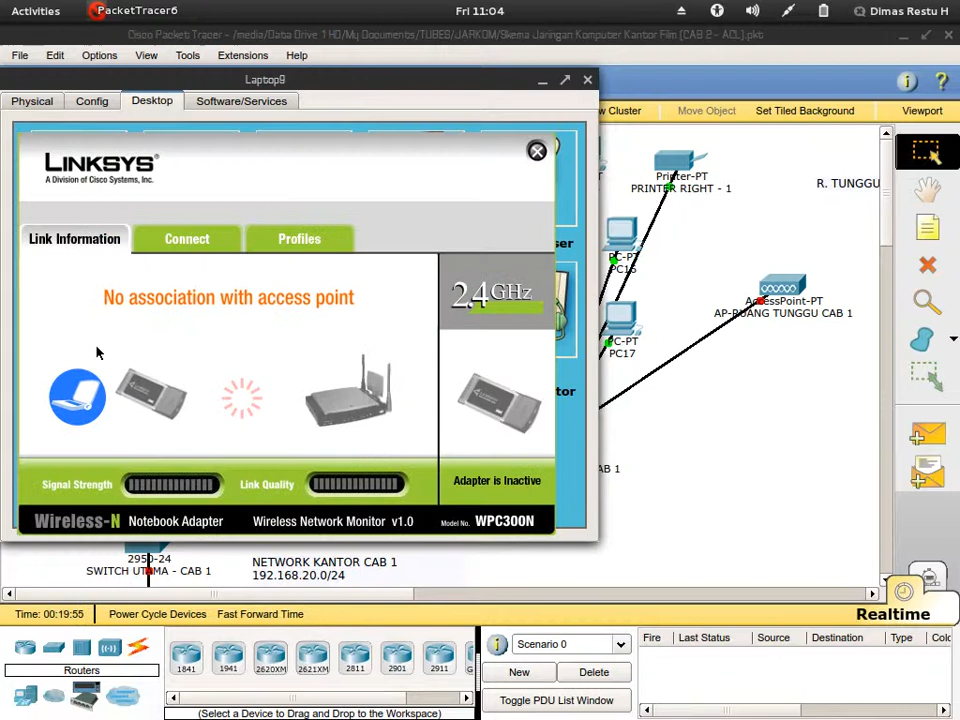 Activities
PacketTracer6
Fri 11:04
Dimas Restu H
Cisco Packet Tracer - /media/Data Drive 1 HD/My Documents/TUBES/JARKOM/Skema Jaringan Komputer Kantor Film [CAB 2 - ACL].pkt
File Edit Options View Tools Extensions Help
Laptop9
w Cluster
Move Object
Set Tiled Background
Viewport
Physical Config Desktop Software/Services
LINKSYS®
A Division of Cisco Systems, Inc.
Link Information
Connect
Profiles
No association with access point
2.4GHz
Adapter is Inactive
Signal Strength
Link Quality
Wireless-N Notebook Adapter
Wireless Network Monitor v1.0
Model No. WPC300N
ser
tor
Printer-PT
PRINTER RIGHT - 1
R. TUNGGU
PC-PT
PC16
AccessPoint-PT
AP-RUANG TUNGGU CAB 1
PC-PT
PC17
AB 1
2950-24
SWITCH UTAMA - CAB 1
NETWORK KANTOR CAB 1
192.168.20.0/24
Time: 00:19:55
Power Cycle Devices
Fast Forward Time
Realtime
Routers
1841 1941 2620XM 2621XM 2811 2901 2911 G
(Select a Device to Drag and Drop to the Workspace)
Scenario 0
New
Delete
Toggle PDU List Window
Fire Last Status Source Destination Type Colo